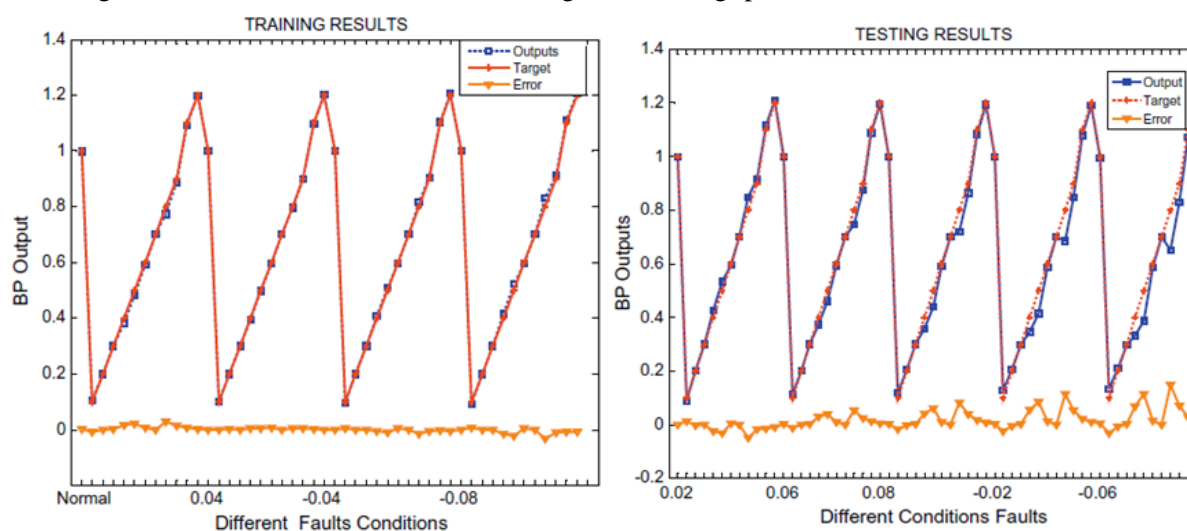 TRAINING RESULTS
1.4
1.2
1
0.8
0.6
0.4
0.2
0
BP Output
Outputs
Target
Error
Normal
0.04
-0.04
-0.08
Different Faults Conditions
TESTING RESULTS
1.4
1.2
1
0.8
0.6
0.4
0.2
0
-0.2
BP Outputs
Output
Target
Error
0.02
0.06
0.08
-0.02
-0.06
Different Conditions Faults